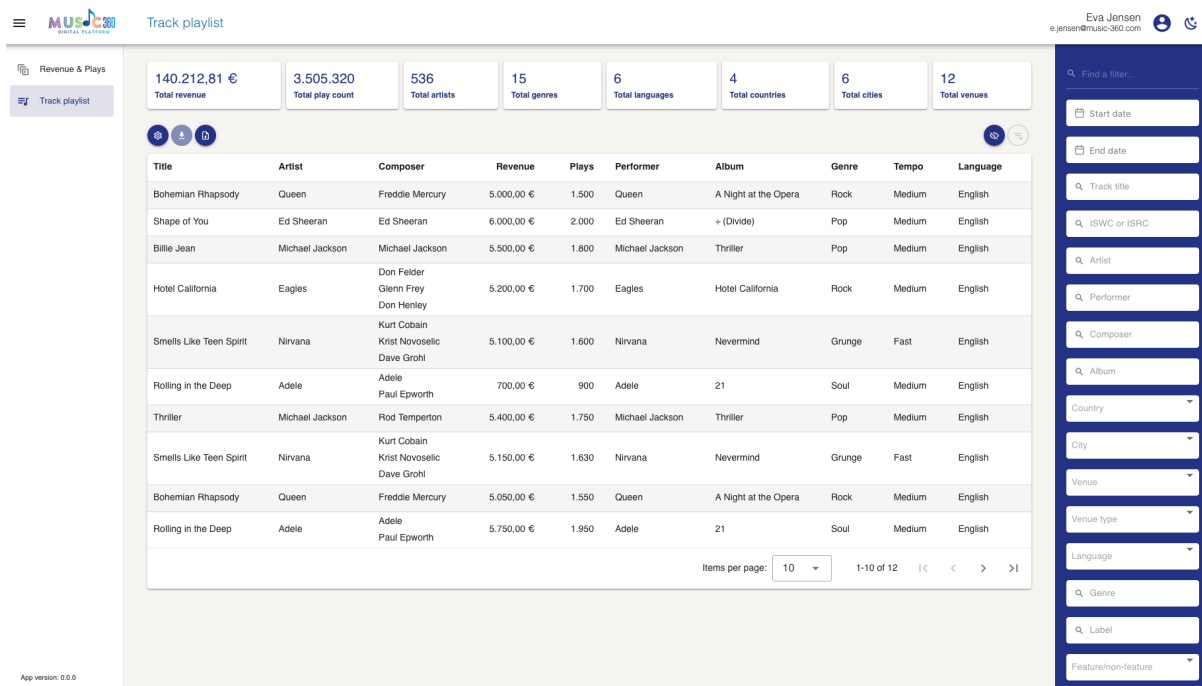 MUSIC360
DIGITAL PLATFORM
Track playlist
Eva Jensen
e.jensen@music-360.com
Revenue & Plays
Track playlist
140.212,81 €
Total revenue
3.505.320
Total play count
536
Total artists
15
Total genres
6
Total languages
4
Total countries
6
Total cities
12
Total venues
Title Artist Composer Revenue Plays Performer Album Genre Tempo Language
Bohemian Rhapsody Queen Freddie Mercury 5.000,00 € 1.500 Queen A Night at the Opera Rock Medium English
Shape of You Ed Sheeran Ed Sheeran 6.000,00 € 2.000 Ed Sheeran ÷ (Divide) Pop Medium English
Billie Jean Michael Jackson Michael Jackson 5.500,00 € 1.800 Michael Jackson Thriller Pop Medium English
Don Felder
Hotel California Eagles Glenn Frey 5.200,00 € 1.700 Eagles Hotel California Rock Medium English
Don Henley
Kurt Cobain
Smells Like Teen Spirit Nirvana Krist Novoselic 5.100,00 € 1.600 Nirvana Nevermind Grunge Fast English
Dave Grohl
Adele
Rolling in the Deep Adele 700,00 € 900 Adele 21 Soul Medium English
Paul Epworth
Thriller Michael Jackson Rod Temperton 5.400,00 € 1.750 Michael Jackson Thriller Pop Medium English
Kurt Cobain
Smells Like Teen Spirit Nirvana Krist Novoselic 5.150,00 € 1.630 Nirvana Nevermind Grunge Fast English
Dave Grohl
Bohemian Rhapsody Queen Freddie Mercury 5.050,00 € 1.550 Queen A Night at the Opera Rock Medium English
Adele
Rolling in the Deep Adele 5.750,00 € 1.950 Adele 21 Soul Medium English
Paul Epworth
Items per page: 10 1-10 of 12
Find a filter...
Start date
End date
Track title
ISWC or ISRC
Artist
Performer
Composer
Album
Country
City
Venue
Venue type
Language
Genre
Label
Feature/non-feature
App version: 0.0.0